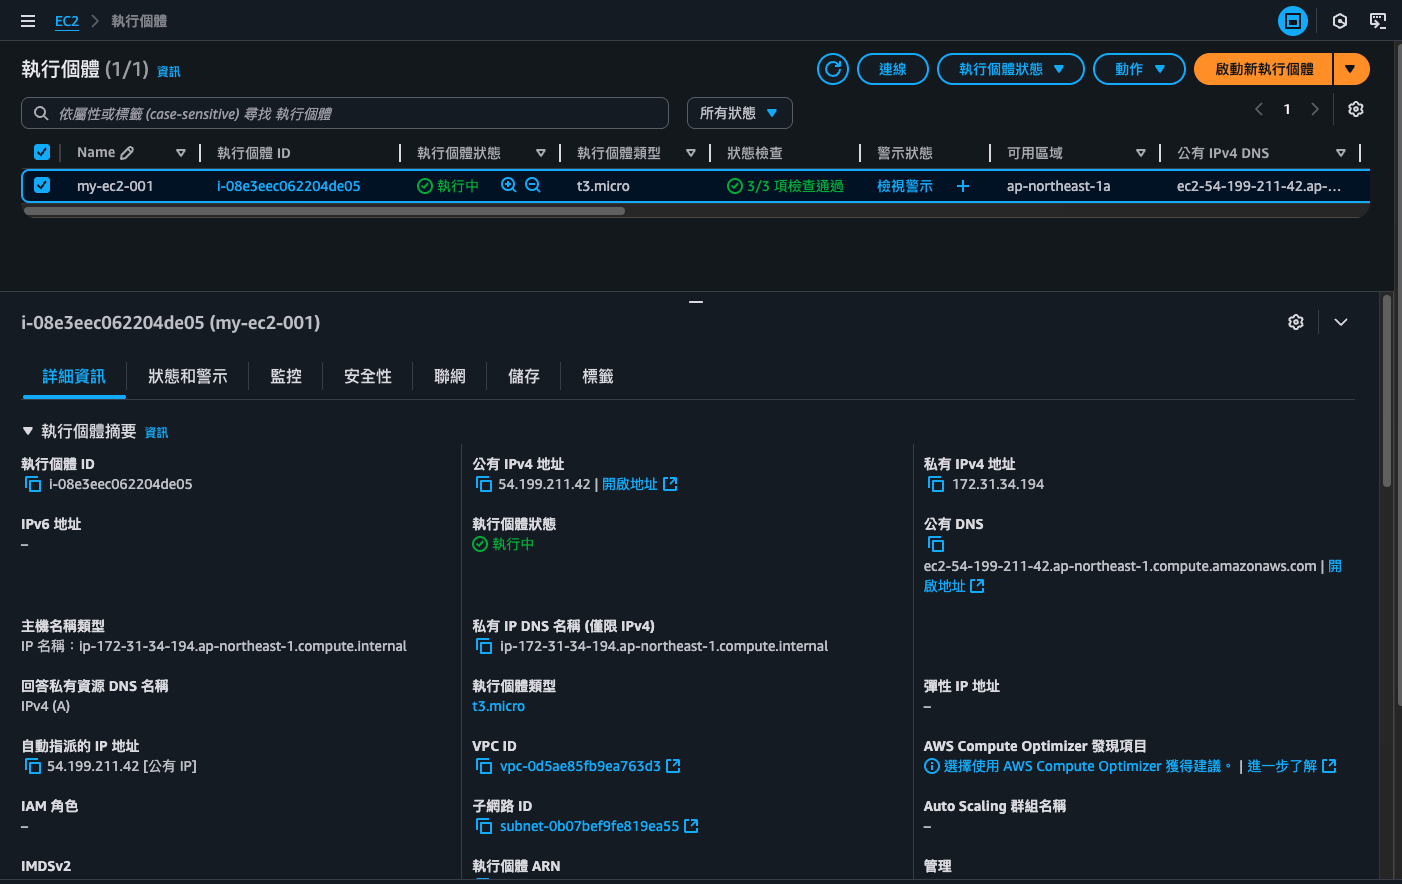 EC2 > 執行個體
執行個體 (1/1) 資訊
連線
執行個體狀態
動作
啟動新執行個體
依屬性或標籤 (case-sensitive) 尋找 執行個體
所有狀態
1
Name 執行個體 ID 執行個體狀態 執行個體類型 狀態檢查 警示狀態 可用區域 公有 IPv4 DNS
my-ec2-001 i-08e3eec062204de05 執行中 t3.micro 3/3 項檢查通過 檢視警示 + ap-northeast-1a ec2-54-199-211-42.ap-...
i-08e3eec062204de05 (my-ec2-001)
詳細資訊 狀態和警示 監控 安全性 聯網 儲存 標籤
執行個體摘要 資訊
執行個體 ID
i-08e3eec062204de05
公有 IPv4 地址
54.199.211.42 | 開啟地址
私有 IPv4 地址
172.31.34.194
IPv6 地址
–
執行個體狀態
執行中
公有 DNS
ec2-54-199-211-42.ap-northeast-1.compute.amazonaws.com | 開
啟地址
主機名稱類型
IP 名稱：ip-172-31-34-194.ap-northeast-1.compute.internal
私有 IP DNS 名稱 (僅限 IPv4)
ip-172-31-34-194.ap-northeast-1.compute.internal
回答私有資源 DNS 名稱
IPv4 (A)
執行個體類型
t3.micro
彈性 IP 地址
–
自動指派的 IP 地址
54.199.211.42 [公有 IP]
VPC ID
vpc-0d5ae85fb9ea763d3
AWS Compute Optimizer 發現項目
選擇使用 AWS Compute Optimizer 獲得建議。 | 進一步了解
IAM 角色
–
子網路 ID
subnet-0b07bef9fe819ea55
Auto Scaling 群組名稱
–
IMDSv2
執行個體 ARN
管理